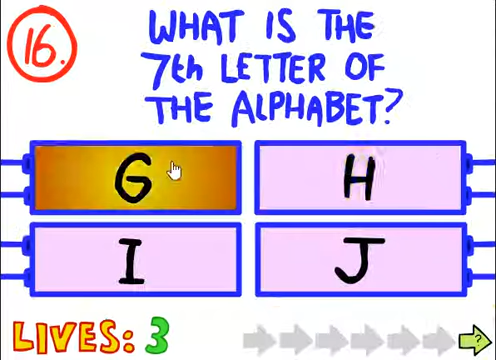 16.
WHAT IS THE
7th LETTER OF
THE ALPHABET?
G
H
I
J
LIVES: 3
?